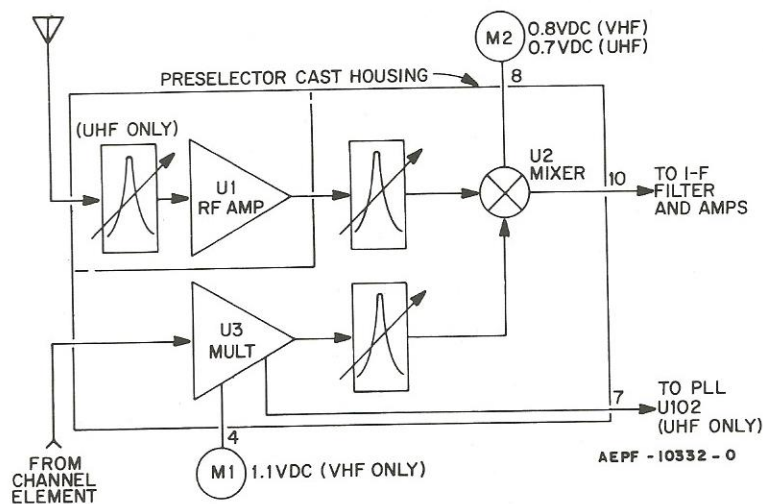 M2
0.8VDC (VHF)
0.7VDC (UHF)
PRESELECTOR CAST HOUSING
8
(UHF ONLY)
U1
RF AMP
U2
MIXER
10
TO I-F
FILTER
AND AMPS
U3
MULT
7
TO PLL
U102
(UHF ONLY)
4
M1
1.1VDC (VHF ONLY)
FROM
CHANNEL
ELEMENT
AEPF-10332-O